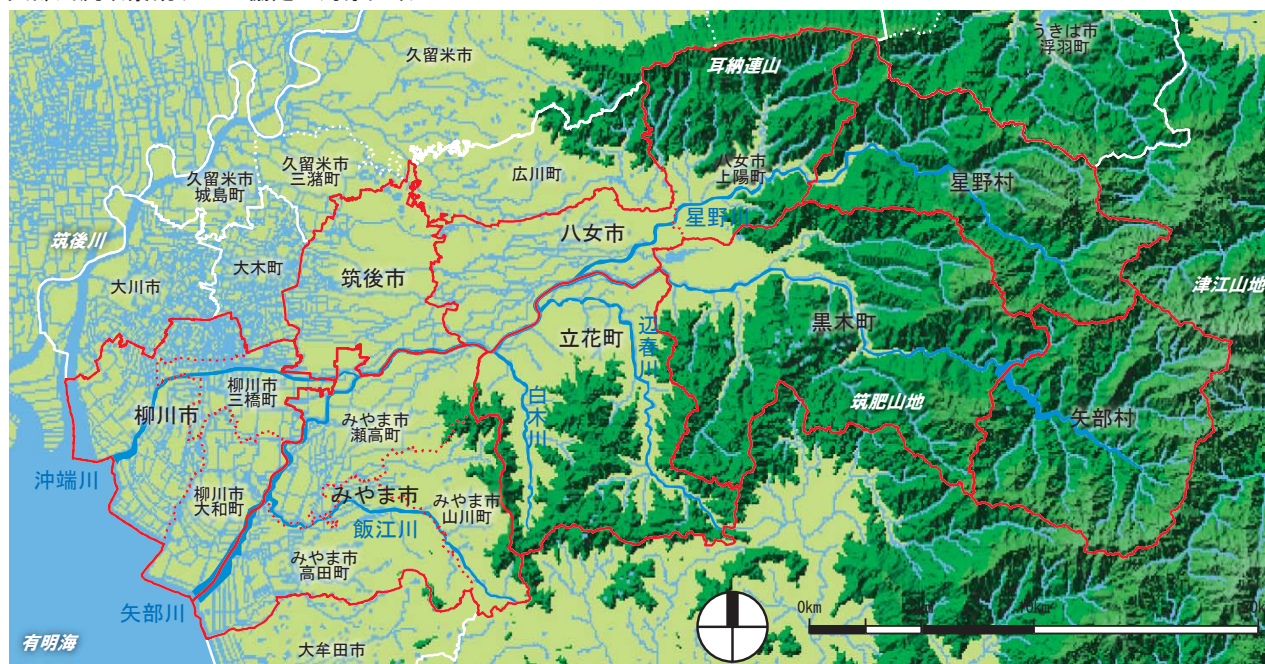 久留米市
うきは市
浮羽町
耳納連山
久留米市
三潴町
久留米市
城島町
広川町
八女市
上陽町
星野村
筑後川
星野川
八女市
大木町
筑後市
大川市
津江山地
立花町
辺春川
黒木町
柳川市
三橋町
柳川市
白木川
筑肥山地
矢部村
みやま市
瀬高町
沖端川
柳川市
大和町
みやま市
みやま市
山川町
飯江川
みやま市
高田町
矢部川
有明海
大牟田市
0km
10km